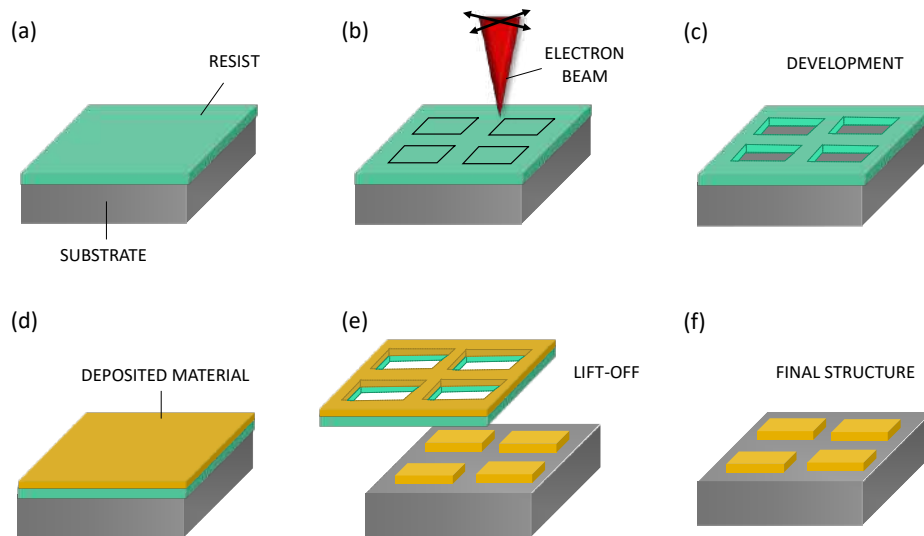 (a)
RESIST
SUBSTRATE
(b)
ELECTRON
BEAM
(c)
DEVELOPMENT
(d)
DEPOSITED MATERIAL
(e)
LIFT-OFF
(f)
FINAL STRUCTURE